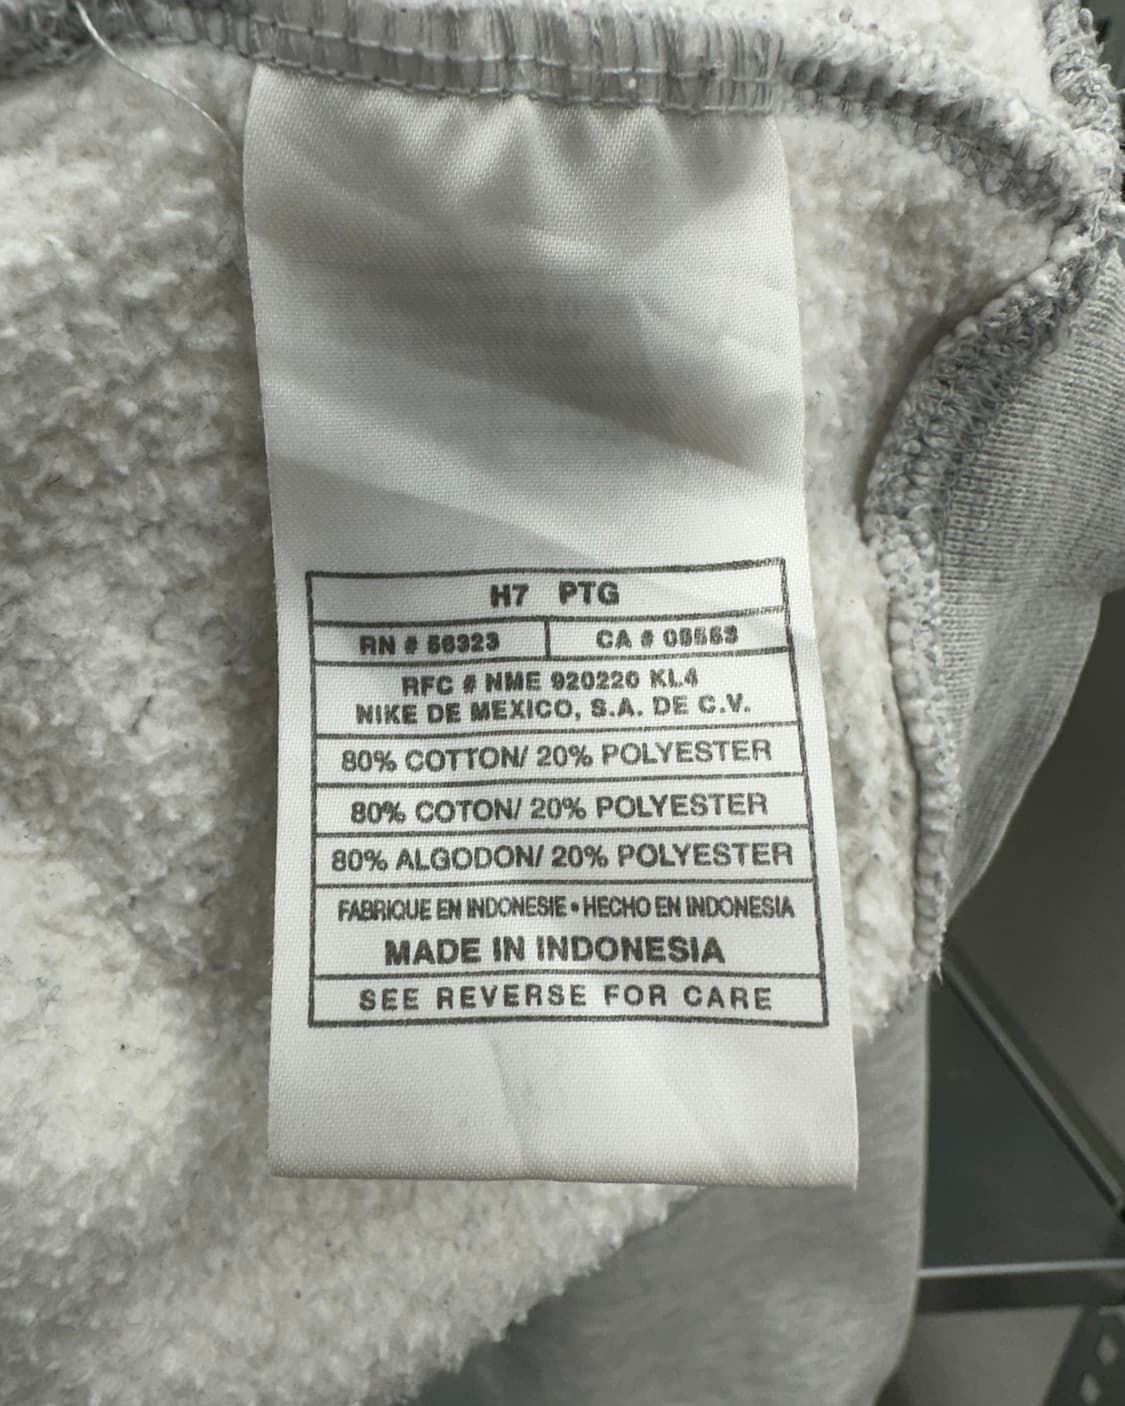 H7 PTG
RN # 56323 CA # 05553
RFC # NME 920220 KL4
NIKE DE MEXICO, S.A. DE C.V.
80% COTTON/ 20% POLYESTER
80% COTON/ 20% POLYESTER
80% ALGODON/ 20% POLYESTER
FABRIQUE EN INDONESIE • HECHO EN INDONESIA
MADE IN INDONESIA
SEE REVERSE FOR CARE